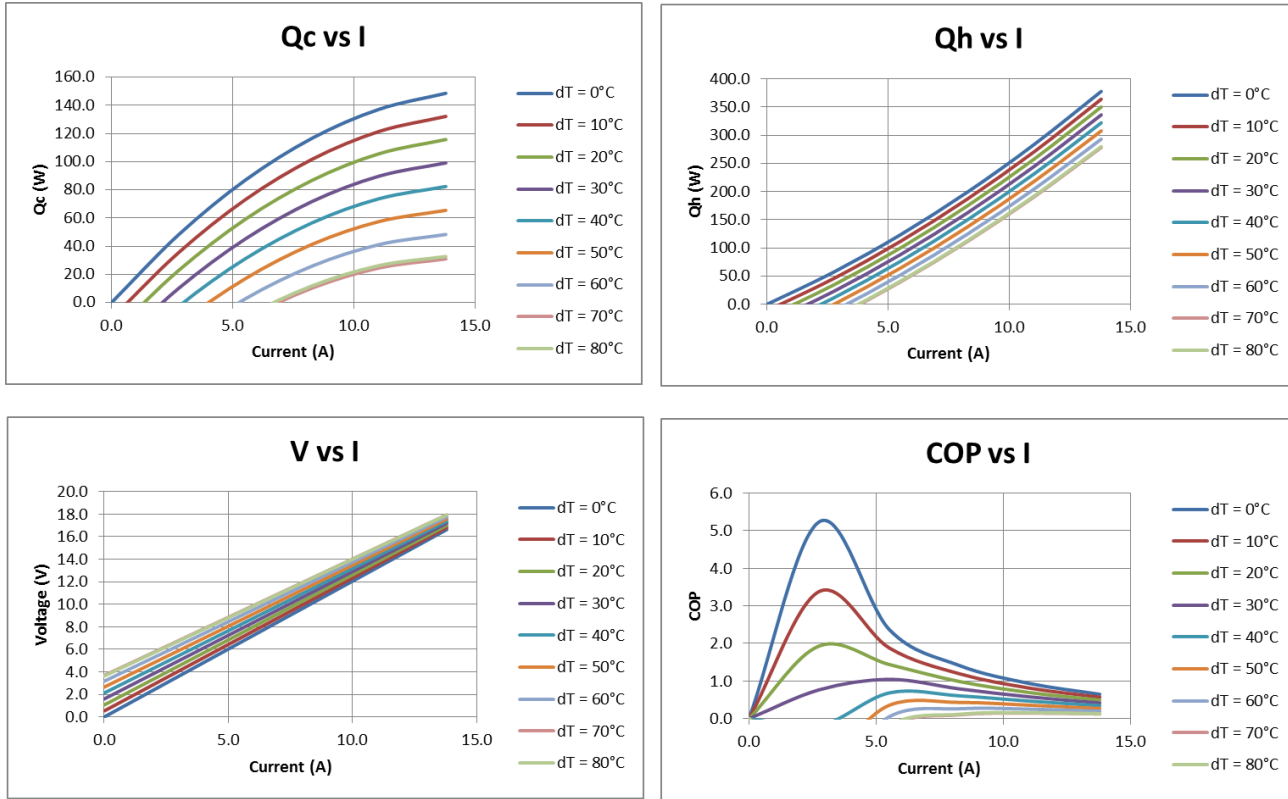 Qc vs I
160.0
140.0
120.0
100.0
80.0
60.0
40.0
20.0
0.0
Qc (W)
0.0 5.0 10.0 15.0
Current (A)
dT = 0°C
dT = 10°C
dT = 20°C
dT = 30°C
dT = 40°C
dT = 50°C
dT = 60°C
dT = 70°C
dT = 80°C
Qh vs I
400.0
350.0
300.0
250.0
200.0
150.0
100.0
50.0
0.0
Qh (W)
0.0 5.0 10.0 15.0
Current (A)
dT = 0°C
dT = 10°C
dT = 20°C
dT = 30°C
dT = 40°C
dT = 50°C
dT = 60°C
dT = 70°C
dT = 80°C
V vs I
20.0
18.0
16.0
14.0
12.0
10.0
8.0
6.0
4.0
2.0
0.0
Voltage (V)
0.0 5.0 10.0 15.0
Current (A)
dT = 0°C
dT = 10°C
dT = 20°C
dT = 30°C
dT = 40°C
dT = 50°C
dT = 60°C
dT = 70°C
dT = 80°C
COP vs I
6.0
5.0
4.0
3.0
2.0
1.0
0.0
COP
0.0 5.0 10.0 15.0
Current (A)
dT = 0°C
dT = 10°C
dT = 20°C
dT = 30°C
dT = 40°C
dT = 50°C
dT = 60°C
dT = 70°C
dT = 80°C